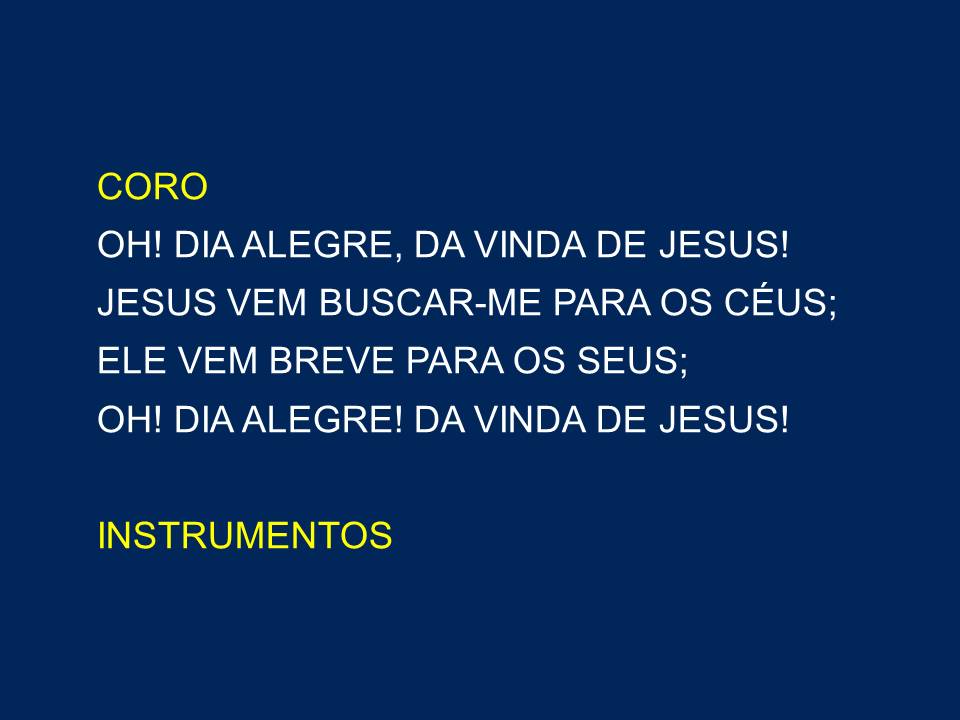 CORO
OH! DIA ALEGRE, DA VINDA DE JESUS!
JESUS VEM BUSCAR-ME PARA OS CÉUS;
ELE VEM BREVE PARA OS SEUS;
OH! DIA ALEGRE! DA VINDA DE JESUS!
INSTRUMENTOS